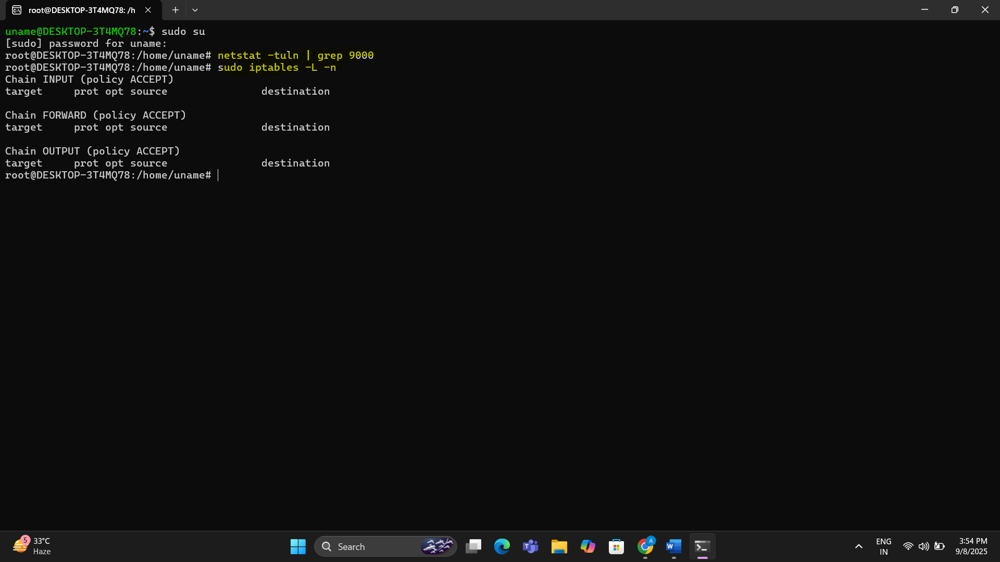 root@DESKTOP-3T4MQ78: /h
uname@DESKTOP-3T4MQ78:~$ sudo su
[sudo] password for uname:
root@DESKTOP-3T4MQ78:/home/uname# netstat -tuln | grep 9000
root@DESKTOP-3T4MQ78:/home/uname# sudo iptables -L -n
Chain INPUT (policy ACCEPT)
target     prot opt source               destination

Chain FORWARD (policy ACCEPT)
target     prot opt source               destination

Chain OUTPUT (policy ACCEPT)
target     prot opt source               destination
root@DESKTOP-3T4MQ78:/home/uname#
5
33°C
Haze
Search
T
A
W
ENG
IN
3:54 PM
9/8/2025